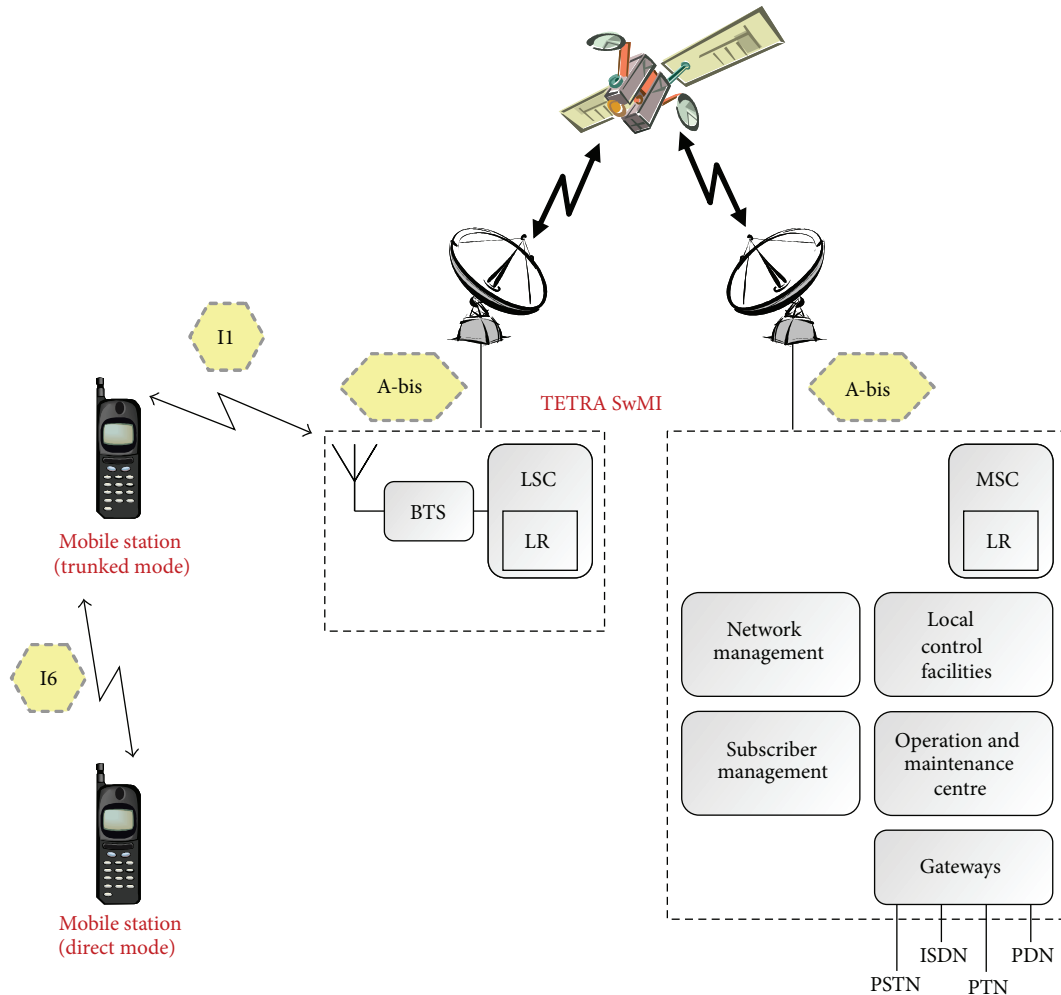 I1
A-bis
A-bis
TETRA SwMI
LSC
MSC
BTS
LR
LR
Mobile station
(trunked mode)
Network
management
Local
control
facilities
I6
Subscriber
management
Operation and
maintenance
centre
Gateways
Mobile station
(direct mode)
ISDN
PDN
PSTN
PTN